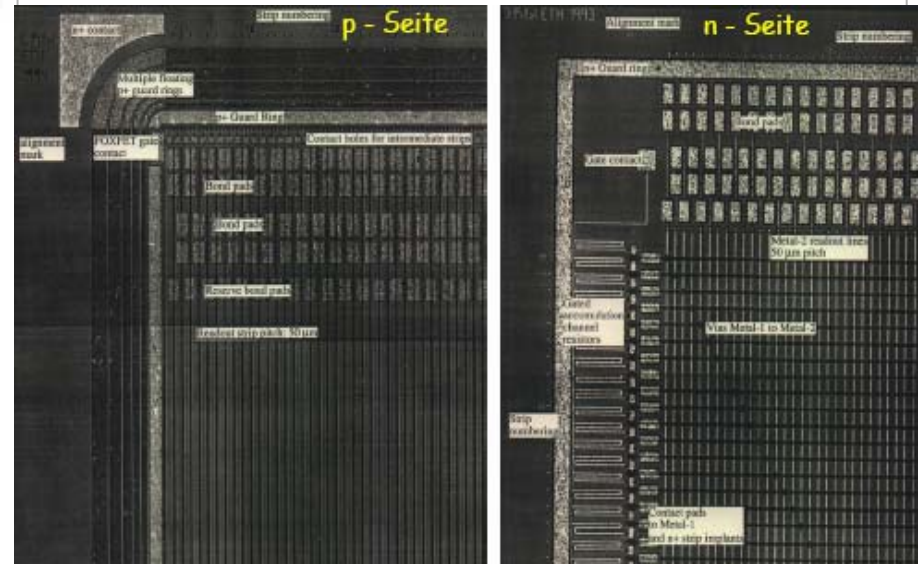 p - Seite
Strip numbering
n+ contact
Multiple floating
p+ guard rings
p+ Guard Ring
alignment
mark
FOXFET gate
contact
Contact holes for intermediate strips
Bond pads
Bond pads
Reserve bond pads
Readout strip pitch: 50 µm
n - Seite
Alignment mark
Strip numbering
n+ Guard ring
Bond pads
Gate contact
Metal-2 readout lines
50 µm pitch
Gated
accumulation
channel
resistors
Vias Metal-1 to Metal-2
Strip
numbering
Contact pads
to Metal-1
and n+ strip implants